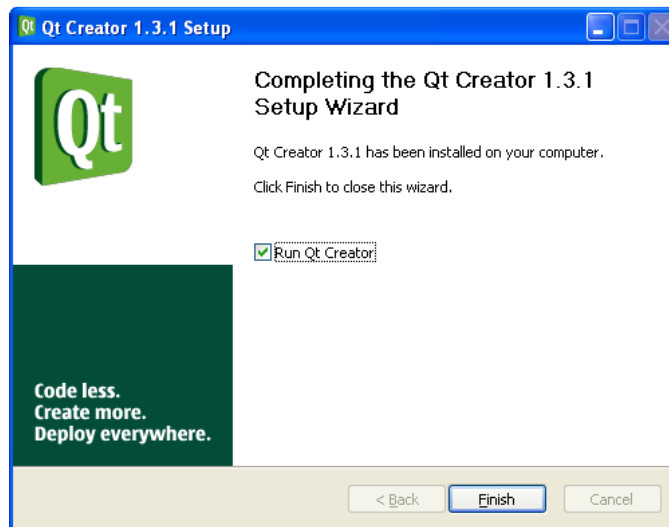 Qt Qt Creator 1.3.1 Setup
Qt
Completing the Qt Creator 1.3.1
Setup Wizard
Qt Creator 1.3.1 has been installed on your computer.
Click Finish to close this wizard.
Run Qt Creator
Code less.
Create more.
Deploy everywhere.
< Back
Finish
Cancel